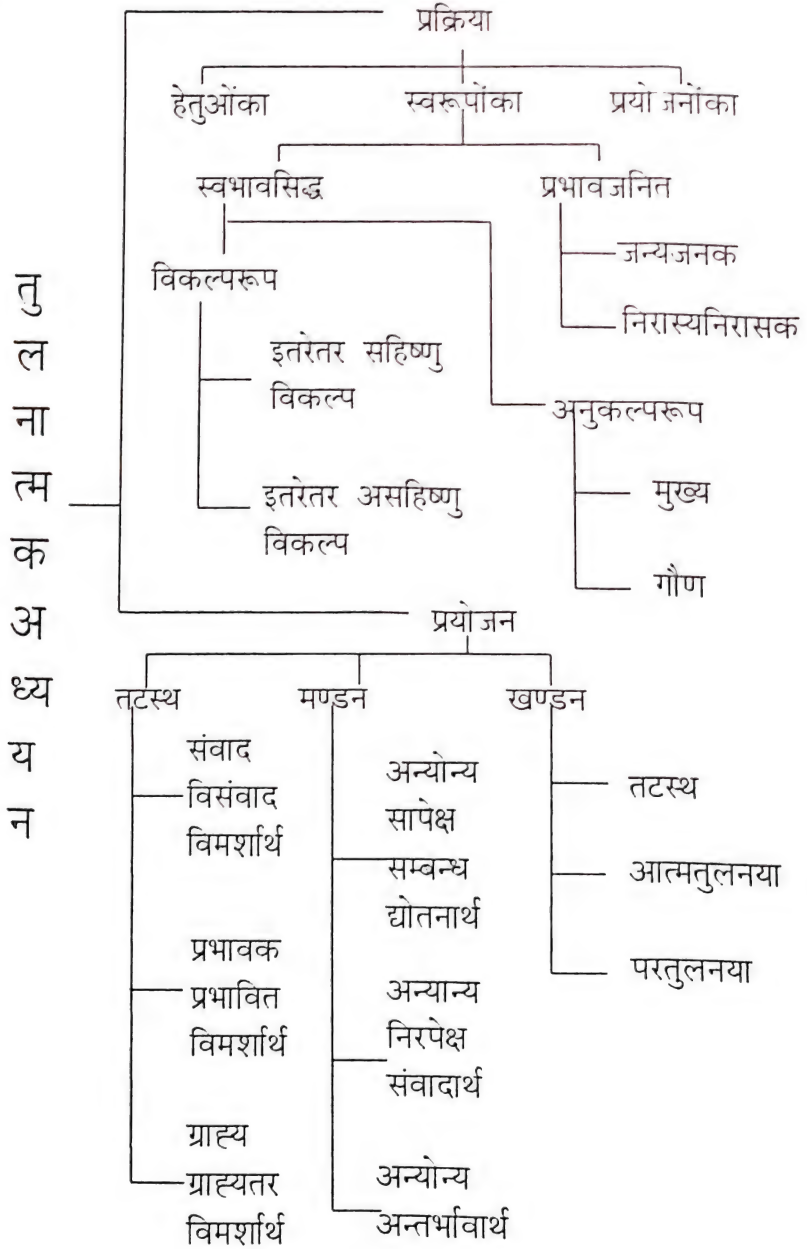 तुलनात्मक अध्ययन
प्रक्रिया
हेतुओंका स्वरूपोंका प्रयोजनोंका
स्वभावसिद्ध प्रभावजनित
जन्यजनक
निरास्यनिरासक
विकल्परूप
इतरेतर सहिष्णु
विकल्प
इतरेतर असहिष्णु
विकल्प
अनुकल्परूप
मुख्य
गौण
प्रयोजन
तटस्थ मण्डन खण्डन
संवाद
विसंवाद
विमर्शार्थ
प्रभावक
प्रभावित
विमर्शार्थ
ग्राह्य
ग्राह्यतर
विमर्शार्थ
अन्योन्य
सापेक्ष
सम्बन्ध
द्योतनार्थ
अन्यान्य
निरपेक्ष
संवादार्थ
अन्योन्य
अन्तर्भावार्थ
तटस्थ
आत्मतुलनया
परतुलनया